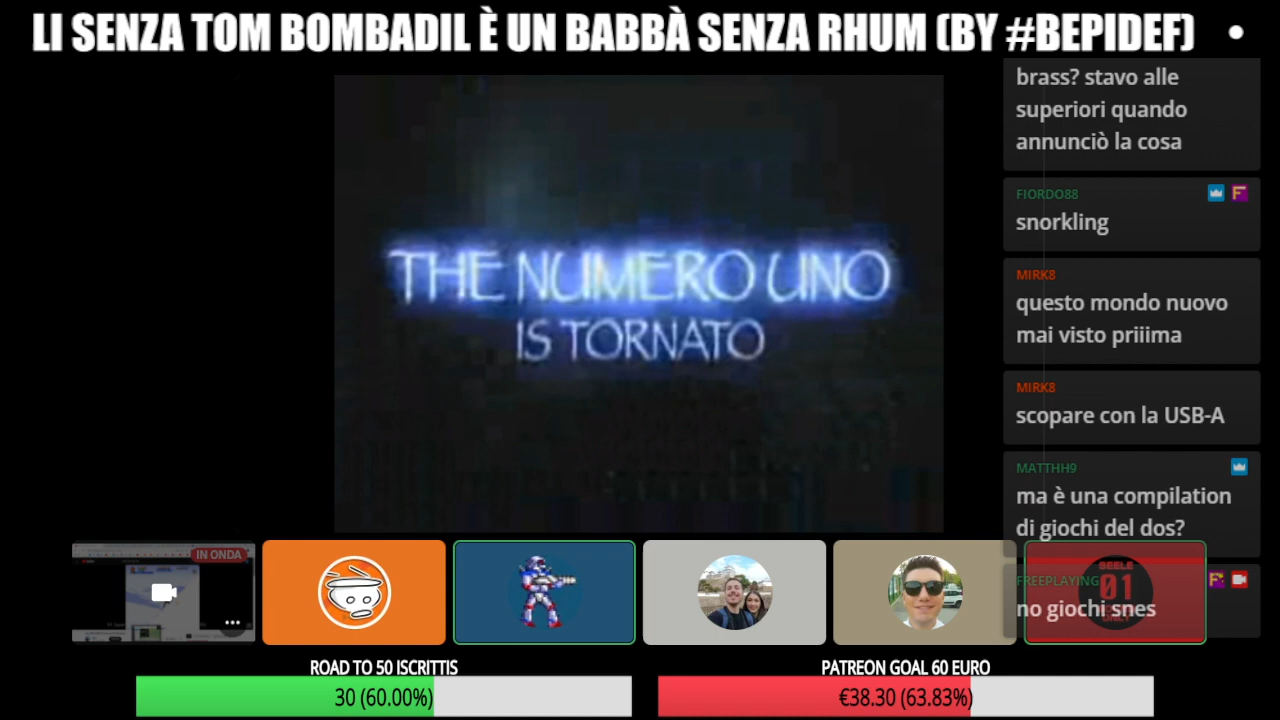 LI SENZA TOM BOMBADIL È UN BABBÀ SENZA RHUM (BY #BEPIDEF)
brass? stavo alle
superiori quando
annunciò la cosa
FIORDO88
snorkling
MIRK8
questo mondo nuovo
mai visto priiima
MIRK8
scopare con la USB-A
MATTHH9
ma è una compilation
di giochi del dos?
FREEPLAYING
no giochi snes
THE NUMERO UNO
IS TORNATO
IN ONDA
SEELE
01
ONLY
ROAD TO 50 ISCRITTIS
30 (60.00%)
PATREON GOAL 60 EURO
€38.30 (63.83%)